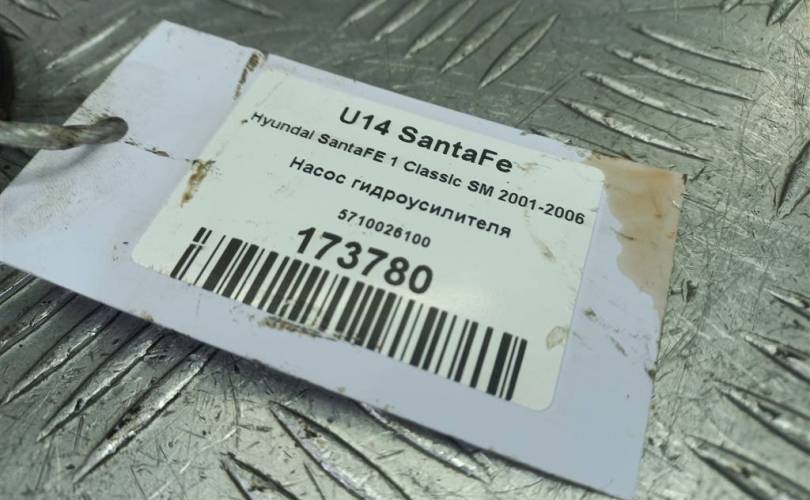 U14 SantaFe
Hyundai SantaFE 1 Classic SM 2001-2006
Насос гидроусилителя
5710026100
173780